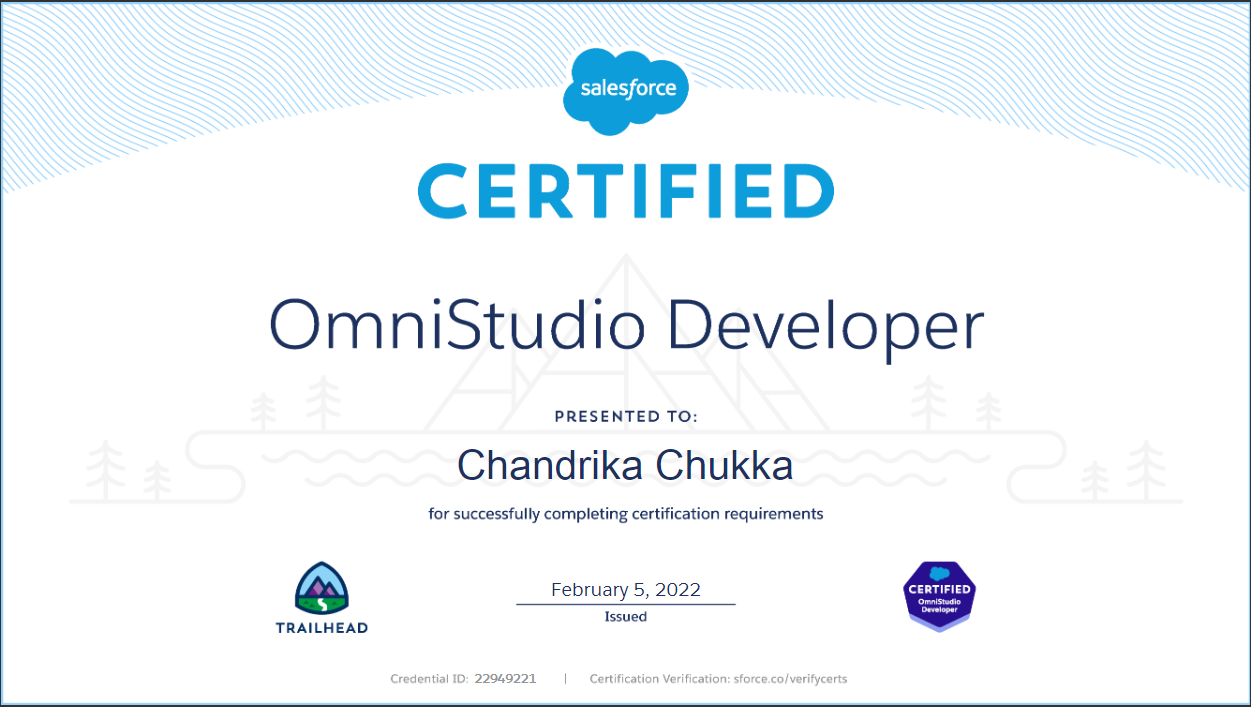 salesforce
CERTIFIED
OmniStudio Developer
PRESENTED TO:
Chandrika Chukka
for successfully completing certification requirements
February 5, 2022
Issued
TRAILHEAD
CERTIFIED
OmniStudio
Developer
Credential ID: 22949221 | Certification Verification: sforce.co/verifycerts